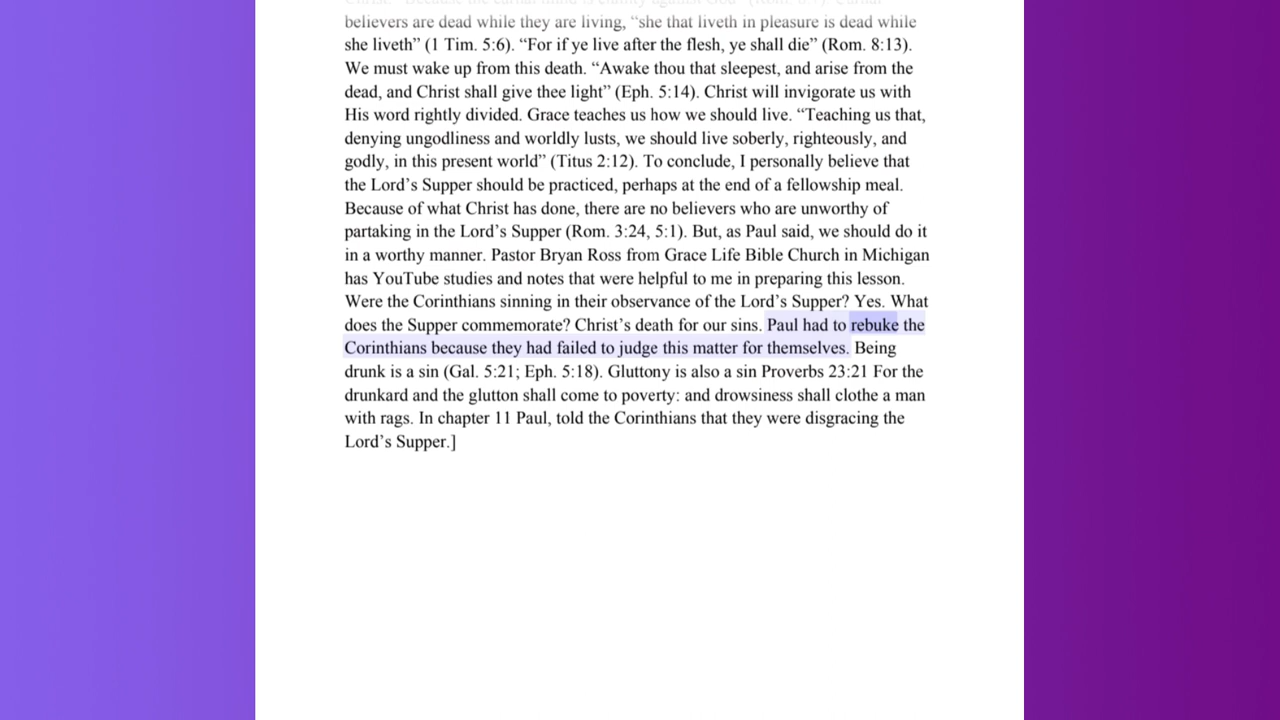 believers are dead while they are living, “she that liveth in pleasure is dead while
she liveth” (1 Tim. 5:6). “For if ye live after the flesh, ye shall die” (Rom. 8:13).
We must wake up from this death. “Awake thou that sleepest, and arise from the
dead, and Christ shall give thee light” (Eph. 5:14). Christ will invigorate us with
His word rightly divided. Grace teaches us how we should live. “Teaching us that,
denying ungodliness and worldly lusts, we should live soberly, righteously, and
godly, in this present world” (Titus 2:12). To conclude, I personally believe that
the Lord’s Supper should be practiced, perhaps at the end of a fellowship meal.
Because of what Christ has done, there are no believers who are unworthy of
partaking in the Lord’s Supper (Rom. 3:24, 5:1). But, as Paul said, we should do it
in a worthy manner. Pastor Bryan Ross from Grace Life Bible Church in Michigan
has YouTube studies and notes that were helpful to me in preparing this lesson.
Were the Corinthians sinning in their observance of the Lord’s Supper? Yes. What
does the Supper commemorate? Christ’s death for our sins. Paul had to rebuke the
Corinthians because they had failed to judge this matter for themselves. Being
drunk is a sin (Gal. 5:21; Eph. 5:18). Gluttony is also a sin Proverbs 23:21 For the
drunkard and the glutton shall come to poverty: and drowsiness shall clothe a man
with rags. In chapter 11 Paul, told the Corinthians that they were disgracing the
Lord’s Supper.]